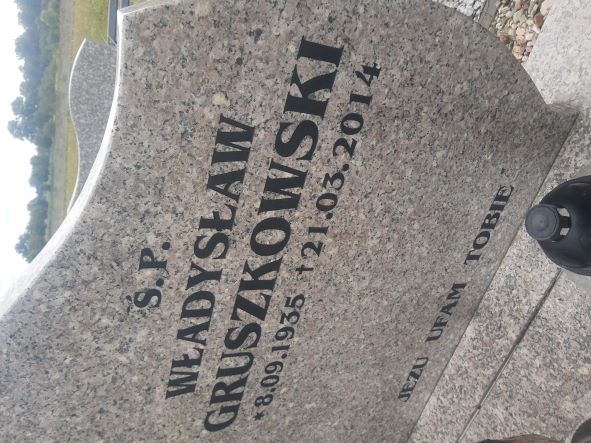 Ś.P.
WŁADYSŁAW
GRUSZKOWSKI
*8.09.1935 †21.03.2014
JEZU UFAM TOBIE -